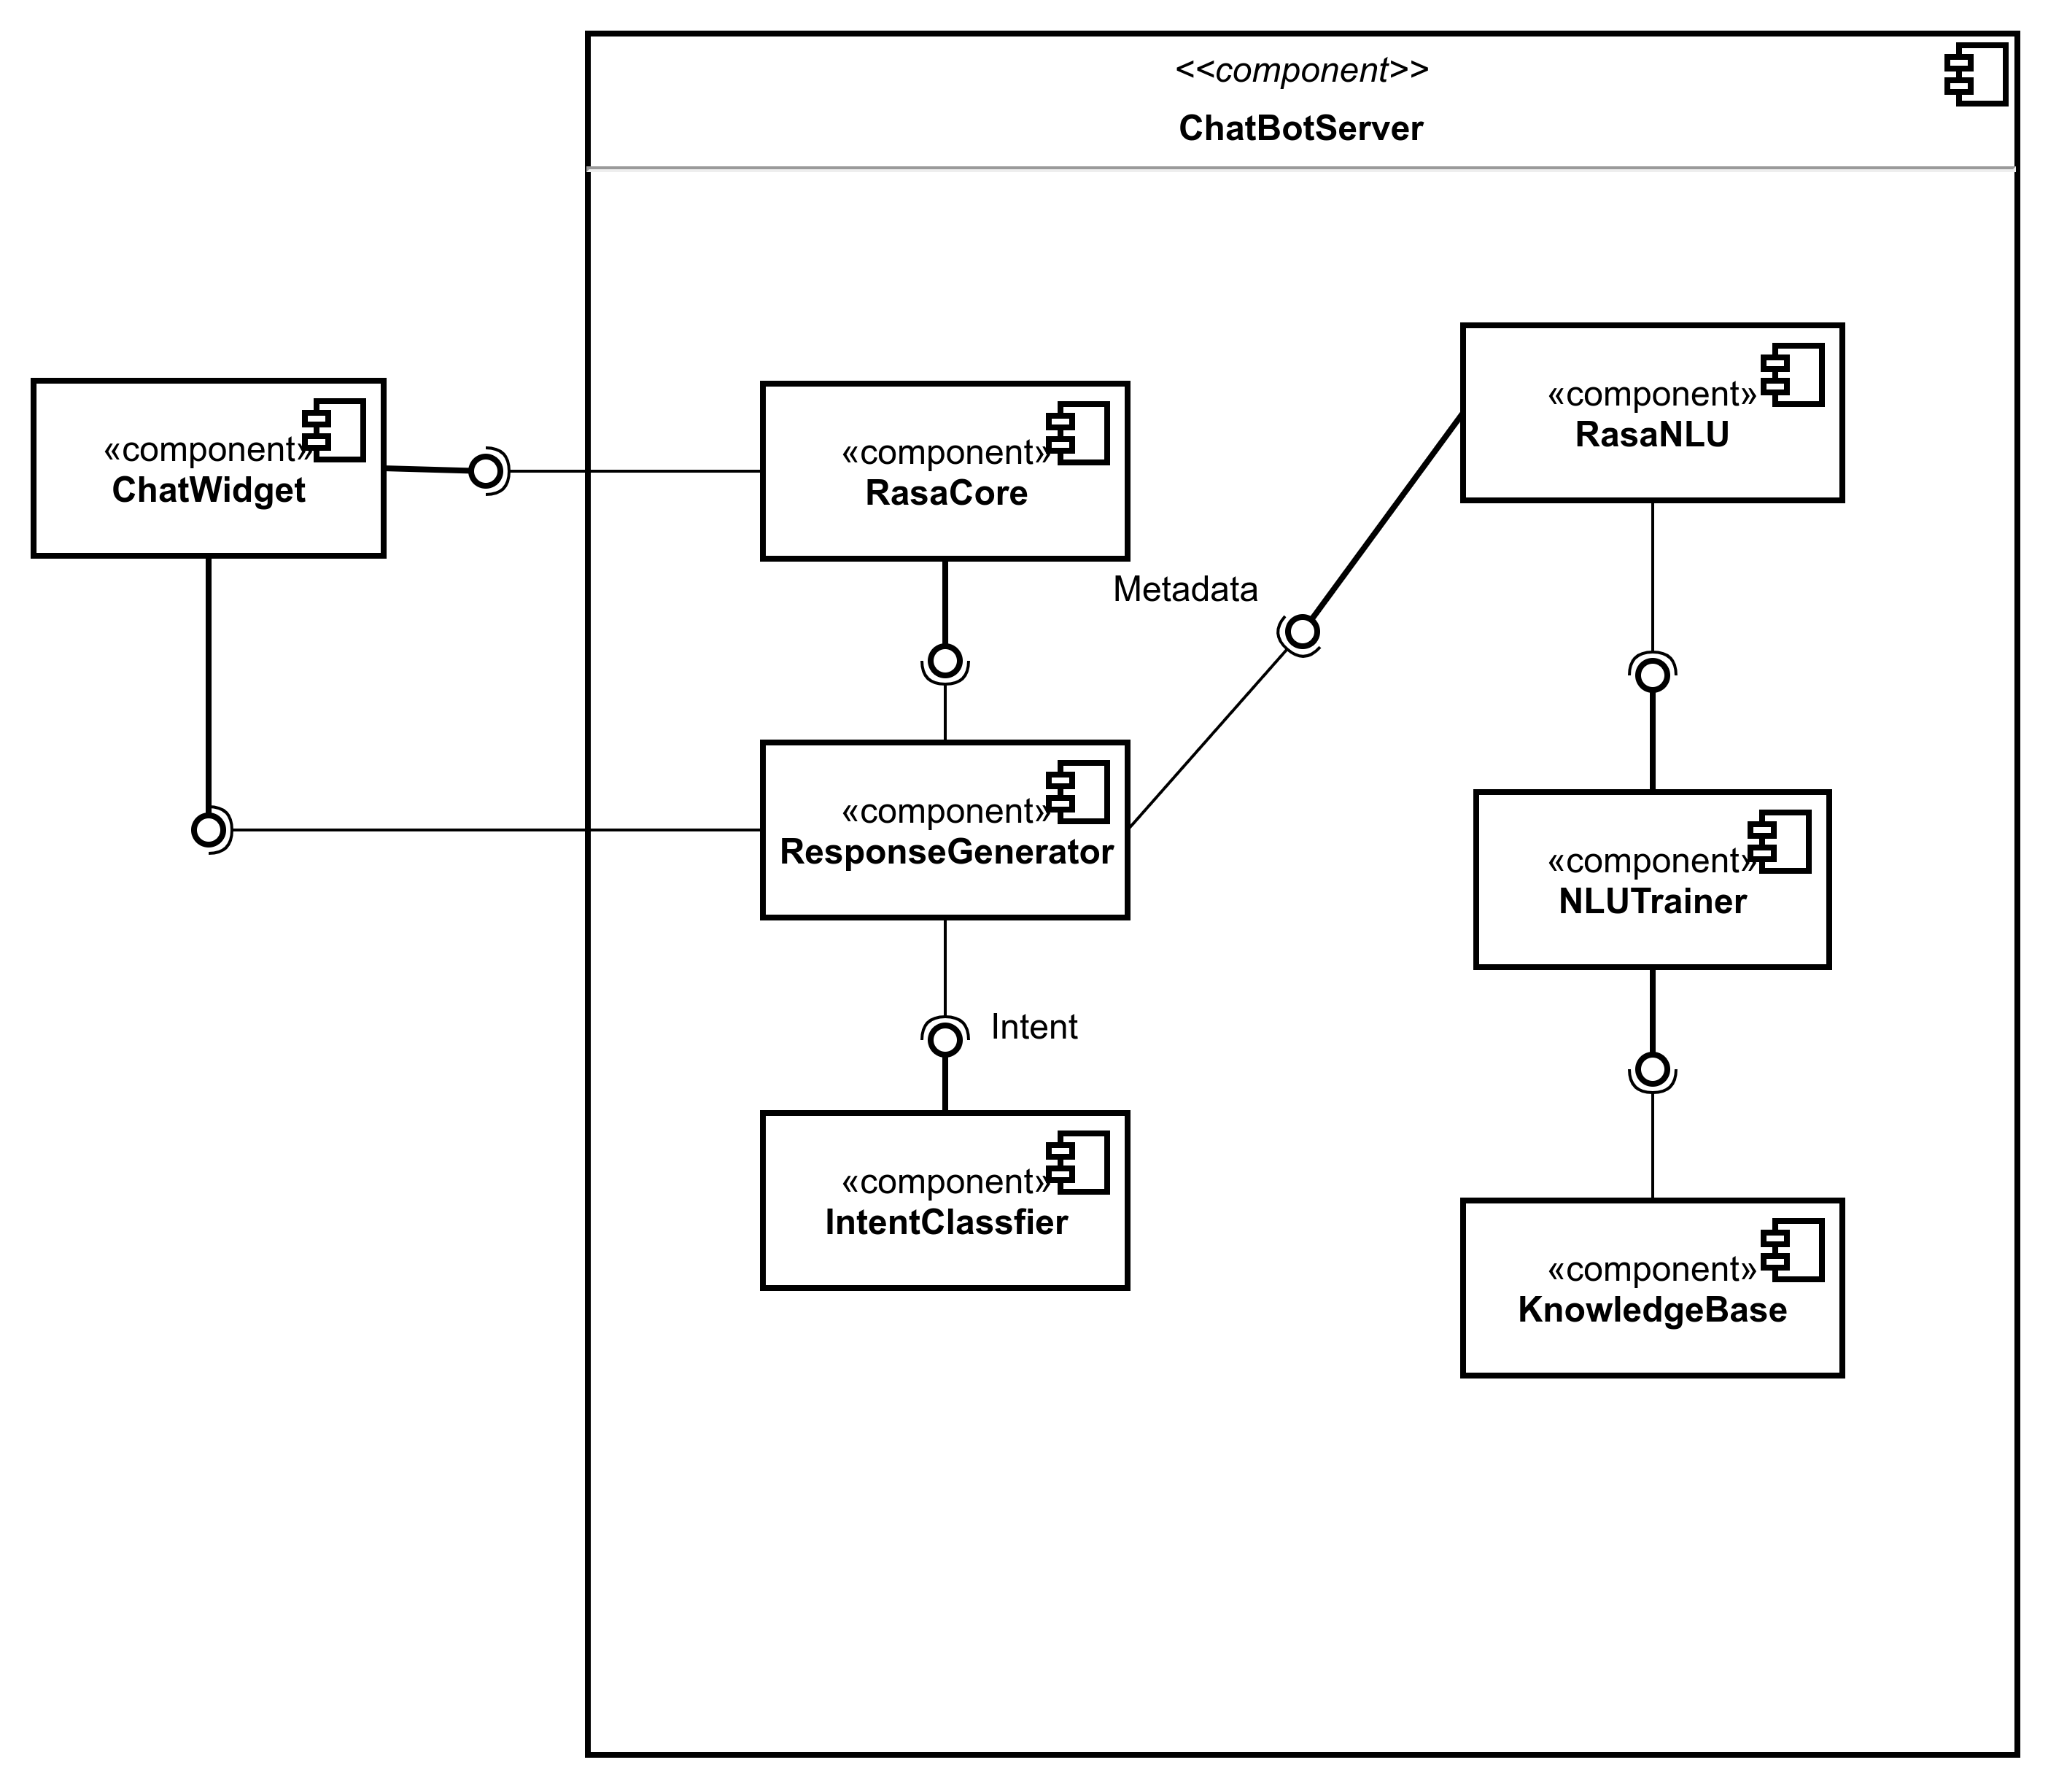 <<component>>
ChatBotServer
«component»
ChatWidget
«component»
RasaCore
«component»
RasaNLU
Metadata
«component»
ResponseGenerator
«component»
NLUTrainer
Intent
«component»
IntentClassfier
«component»
KnowledgeBase